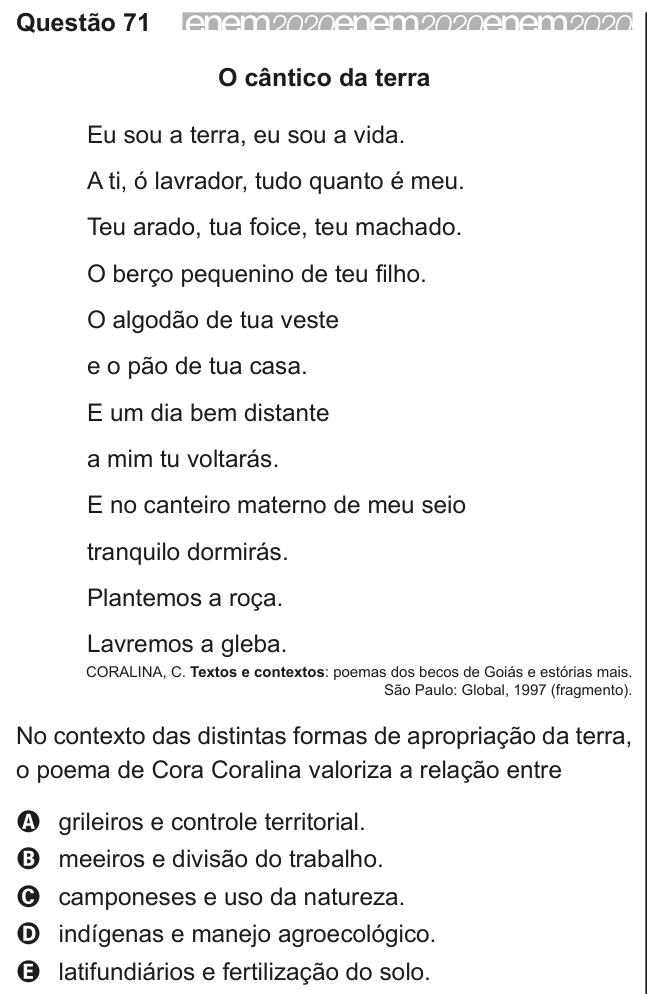 Questão 71 enem2020enem2020enem2020
O cântico da terra
Eu sou a terra, eu sou a vida.
A ti, ó lavrador, tudo quanto é meu.
Teu arado, tua foice, teu machado.
O berço pequenino de teu filho.
O algodão de tua veste
e o pão de tua casa.
E um dia bem distante
a mim tu voltarás.
E no canteiro materno de meu seio
tranquilo dormirás.
Plantemos a roça.
Lavremos a gleba.
CORALINA, C. Textos e contextos: poemas dos becos de Goiás e estórias mais.
São Paulo: Global, 1997 (fragmento).
No contexto das distintas formas de apropriação da terra,
o poema de Cora Coralina valoriza a relação entre
A grileiros e controle territorial.
B meeiros e divisão do trabalho.
C camponeses e uso da natureza.
D indígenas e manejo agroecológico.
E latifundiários e fertilização do solo.